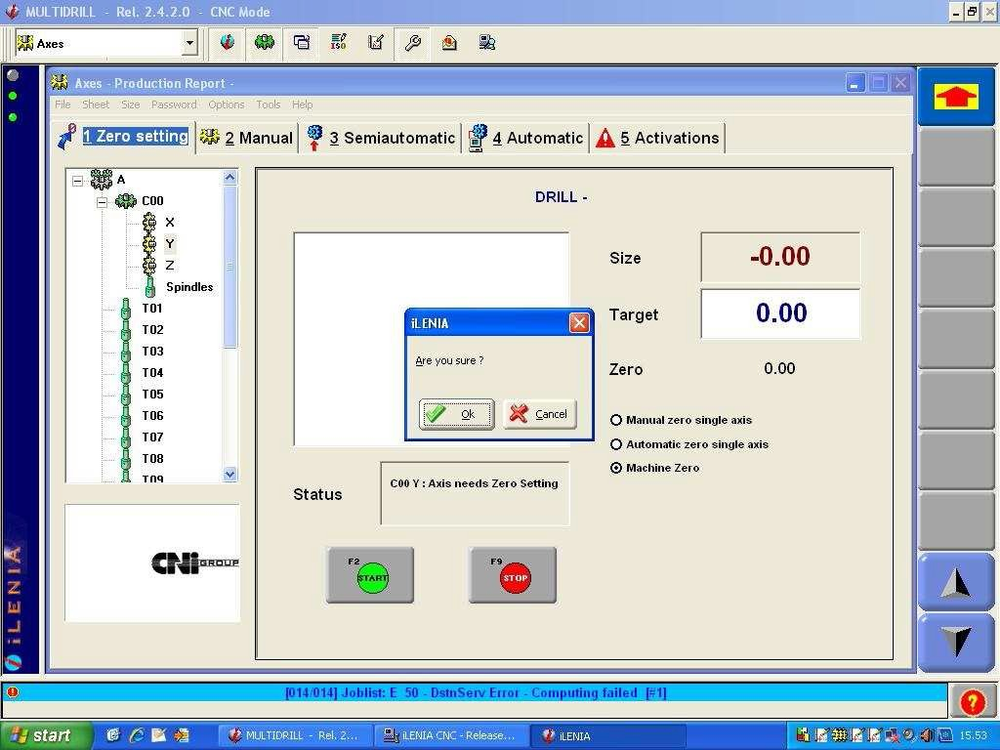 MULTIDRILL - Rel. 2.4.2.0 - CNC Mode
Axes
ISO
Axes - Production Report -
File Sheet Size Password Options Tools Help
1 Zero setting 2 Manual 3 Semiautomatic 4 Automatic 5 Activations
A
C00
X
Y
Z
Spindles
T01
T02
T03
T04
T05
T06
T07
T08
T09
DRILL -
Size -0.00
Target 0.00
Zero 0.00
iLENIA
Are you sure ?
Ok Cancel
Manual zero single axis
Automatic zero single axis
Machine Zero
Status C00 Y : Axis needs Zero Setting
F2 START
F9 STOP
CNi GROUP
iLENIA
[014/014] Joblist: E 50 - DstnServ Error - Computing failed [#1]
start MULTIDRILL - Rel. 2... iLENIA CNC - Release... iLENIA 15.53